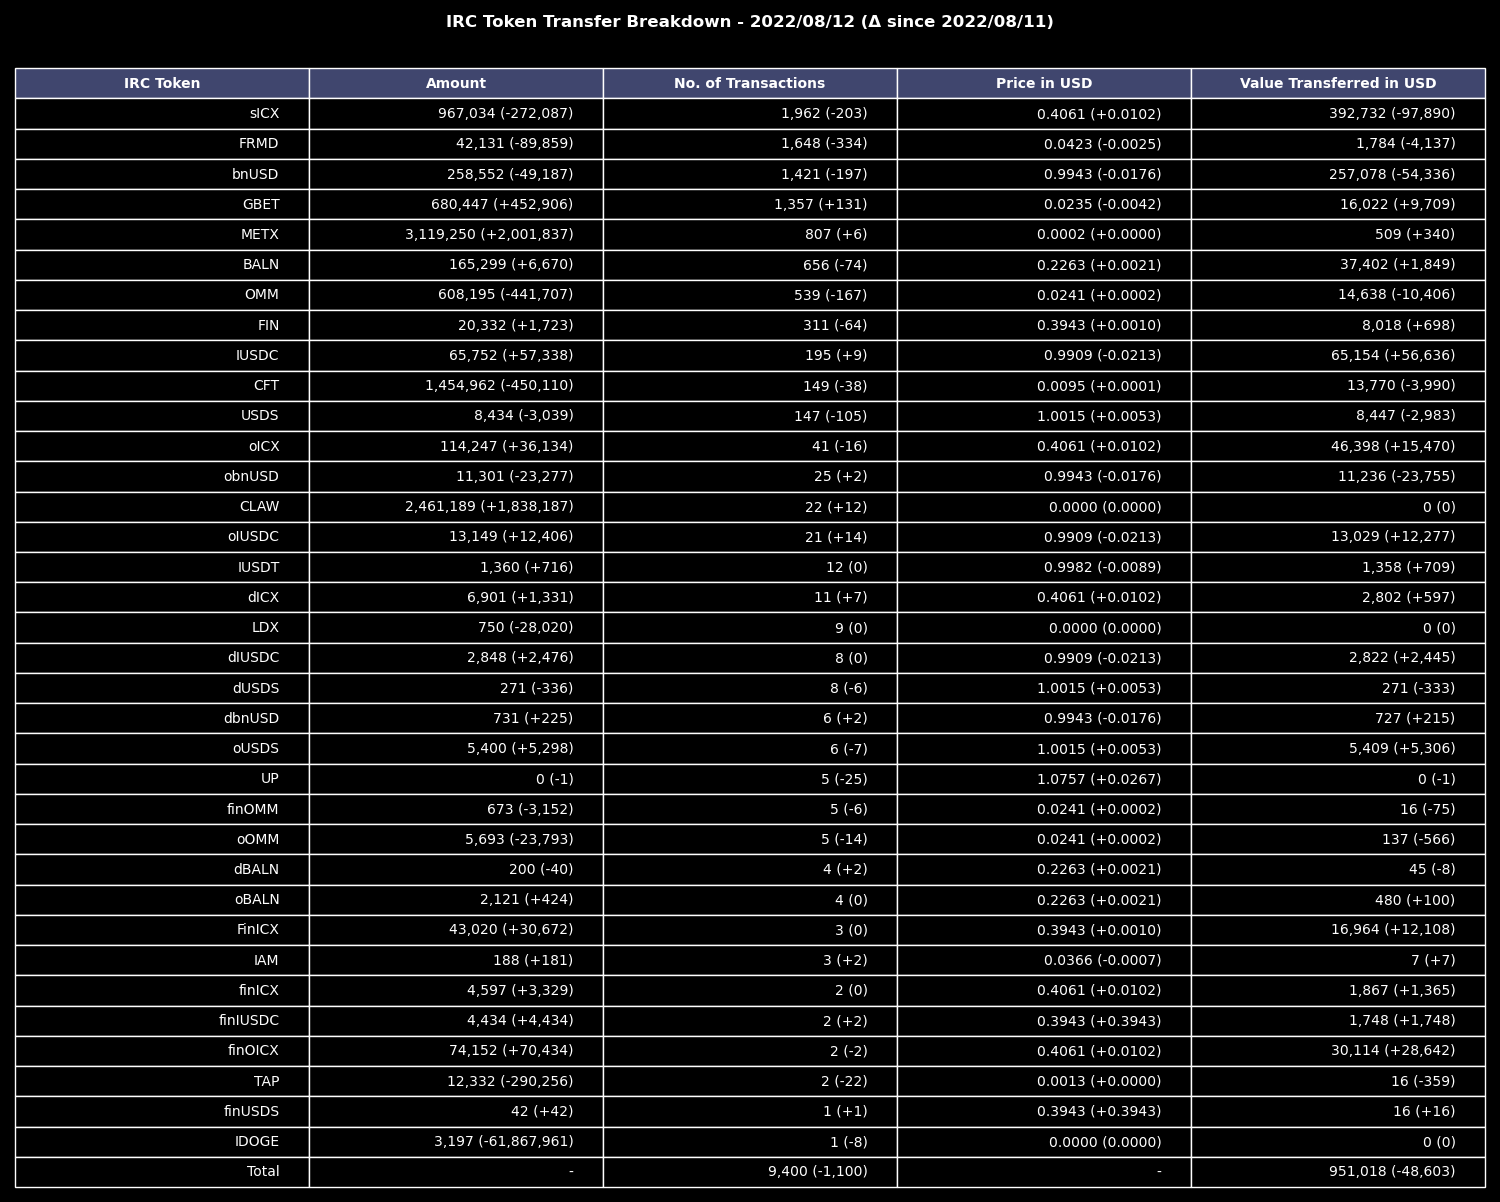 IRC Token Transfer Breakdown - 2022/08/12 (Δ since 2022/08/11)
IRC Token Amount No. of Transactions Price in USD Value Transferred in USD
sICX 967,034 (-272,087) 1,962 (-203) 0.4061 (+0.0102) 392,732 (-97,890)
FRMD 42,131 (-89,859) 1,648 (-334) 0.0423 (-0.0025) 1,784 (-4,137)
bnUSD 258,552 (-49,187) 1,421 (-197) 0.9943 (-0.0176) 257,078 (-54,336)
GBET 680,447 (+452,906) 1,357 (+131) 0.0235 (-0.0042) 16,022 (+9,709)
METX 3,119,250 (+2,001,837) 807 (+6) 0.0002 (+0.0000) 509 (+340)
BALN 165,299 (+6,670) 656 (-74) 0.2263 (+0.0021) 37,402 (+1,849)
OMM 608,195 (-441,707) 539 (-167) 0.0241 (+0.0002) 14,638 (-10,406)
FIN 20,332 (+1,723) 311 (-64) 0.3943 (+0.0010) 8,018 (+698)
IUSDC 65,752 (+57,338) 195 (+9) 0.9909 (-0.0213) 65,154 (+56,636)
CFT 1,454,962 (-450,110) 149 (-38) 0.0095 (+0.0001) 13,770 (-3,990)
USDS 8,434 (-3,039) 147 (-105) 1.0015 (+0.0053) 8,447 (-2,983)
oICX 114,247 (+36,134) 41 (-16) 0.4061 (+0.0102) 46,398 (+15,470)
obnUSD 11,301 (-23,277) 25 (+2) 0.9943 (-0.0176) 11,236 (-23,755)
CLAW 2,461,189 (+1,838,187) 22 (+12) 0.0000 (0.0000) 0 (0)
oIUSDC 13,149 (+12,406) 21 (+14) 0.9909 (-0.0213) 13,029 (+12,277)
IUSDT 1,360 (+716) 12 (0) 0.9982 (-0.0089) 1,358 (+709)
dICX 6,901 (+1,331) 11 (+7) 0.4061 (+0.0102) 2,802 (+597)
LDX 750 (-28,020) 9 (0) 0.0000 (0.0000) 0 (0)
dIUSDC 2,848 (+2,476) 8 (0) 0.9909 (-0.0213) 2,822 (+2,445)
dUSDS 271 (-336) 8 (-6) 1.0015 (+0.0053) 271 (-333)
dbnUSD 731 (+225) 6 (+2) 0.9943 (-0.0176) 727 (+215)
oUSDS 5,400 (+5,298) 6 (-7) 1.0015 (+0.0053) 5,409 (+5,306)
UP 0 (-1) 5 (-25) 1.0757 (+0.0267) 0 (-1)
finOMM 673 (-3,152) 5 (-6) 0.0241 (+0.0002) 16 (-75)
oOMM 5,693 (-23,793) 5 (-14) 0.0241 (+0.0002) 137 (-566)
dBALN 200 (-40) 4 (+2) 0.2263 (+0.0021) 45 (-8)
oBALN 2,121 (+424) 4 (0) 0.2263 (+0.0021) 480 (+100)
FinICX 43,020 (+30,672) 3 (0) 0.3943 (+0.0010) 16,964 (+12,108)
IAM 188 (+181) 3 (+2) 0.0366 (-0.0007) 7 (+7)
finICX 4,597 (+3,329) 2 (0) 0.4061 (+0.0102) 1,867 (+1,365)
finIUSDC 4,434 (+4,434) 2 (+2) 0.3943 (+0.3943) 1,748 (+1,748)
finOICX 74,152 (+70,434) 2 (-2) 0.4061 (+0.0102) 30,114 (+28,642)
TAP 12,332 (-290,256) 2 (-22) 0.0013 (+0.0000) 16 (-359)
finUSDS 42 (+42) 1 (+1) 0.3943 (+0.3943) 16 (+16)
IDOGE 3,197 (-61,867,961) 1 (-8) 0.0000 (0.0000) 0 (0)
Total - 9,400 (-1,100) - 951,018 (-48,603)